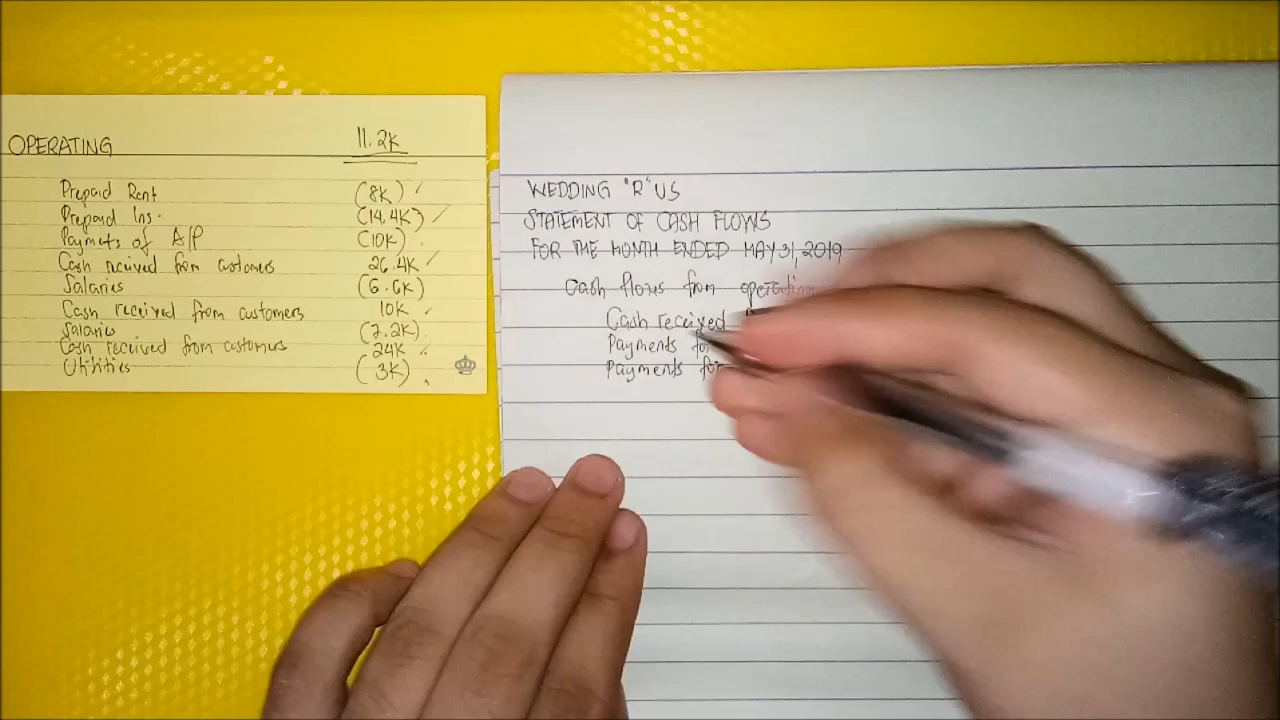 OPERATING 11.2K
Prepaid Rent (8K) ✓
Prepaid Ins. (14.4K) ✓
Payments of A/P (10K) .
Cash received from customers 26.4K ✓
Salaries (6.6K)
Cash received from customers 10K ✓
Salaries (7.2K).
Cash received from customers 24K ✓
Utilities (3K) .
WEDDING "R" US
STATEMENT OF CASH FLOWS
FOR THE MONTH ENDED MAY 31, 2019
Cash flows from operating
Cash received
Payments for
Payments for